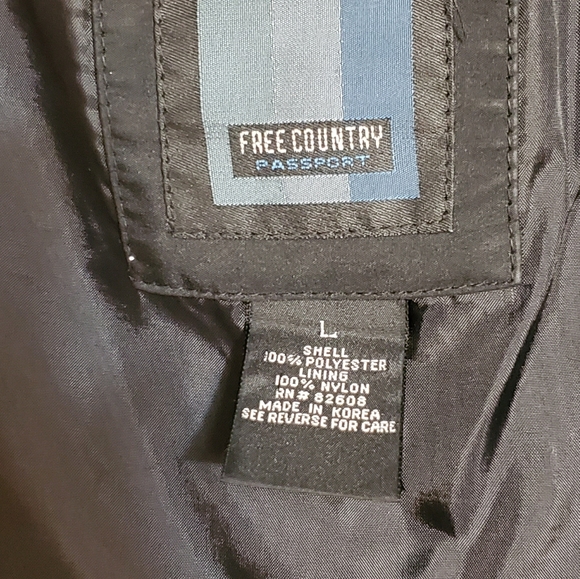 FREE COUNTRY
PASSPORT
L
SHELL
100% POLYESTER
LINING
100% NYLON
RN# 82608
MADE IN KOREA
SEE REVERSE FOR CARE